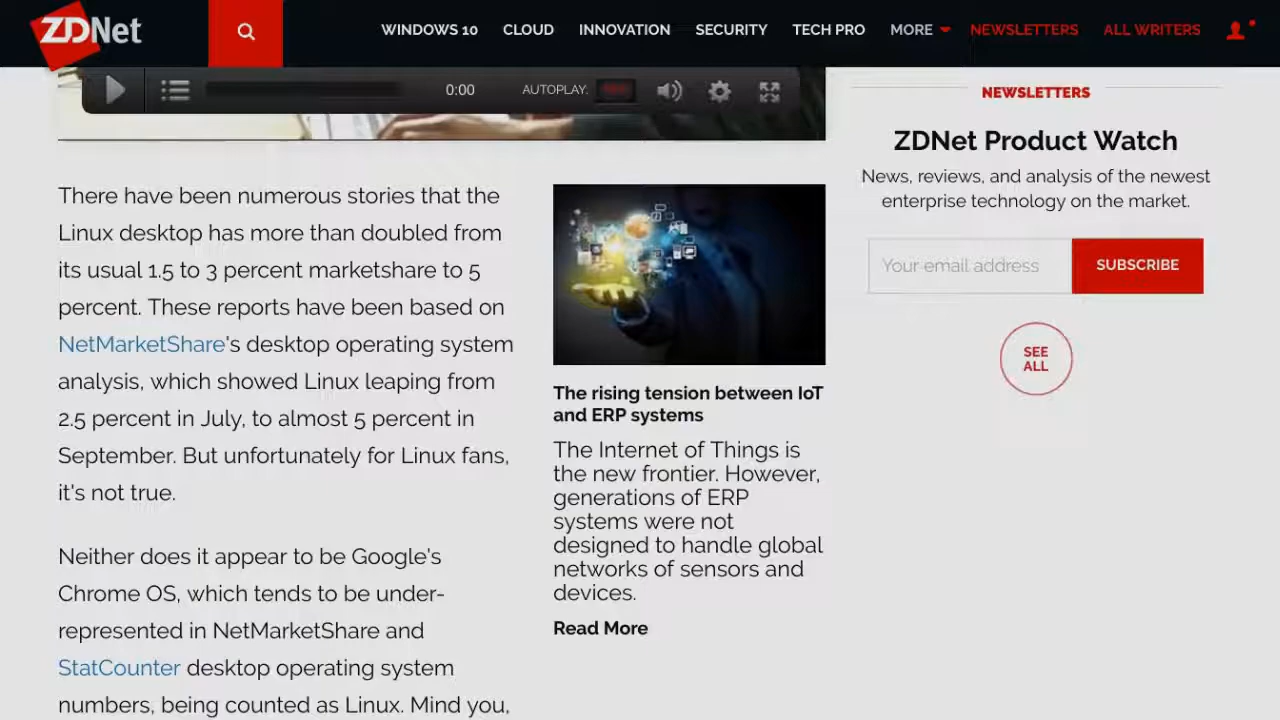 ZDNet
WINDOWS 10 CLOUD INNOVATION SECURITY TECH PRO MORE NEWSLETTERS ALL WRITERS
0:00 AUTOPLAY:
There have been numerous stories that the
Linux desktop has more than doubled from
its usual 1.5 to 3 percent marketshare to 5
percent. These reports have been based on
NetMarketShare's desktop operating system
analysis, which showed Linux leaping from
2.5 percent in July, to almost 5 percent in
September. But unfortunately for Linux fans,
it's not true.
Neither does it appear to be Google's
Chrome OS, which tends to be under-
represented in NetMarketShare and
StatCounter desktop operating system
numbers, being counted as Linux. Mind you,
The rising tension between IoT
and ERP systems
The Internet of Things is
the new frontier. However,
generations of ERP
systems were not
designed to handle global
networks of sensors and
devices.
Read More
NEWSLETTERS
ZDNet Product Watch
News, reviews, and analysis of the newest
enterprise technology on the market.
Your email address SUBSCRIBE
SEE
ALL